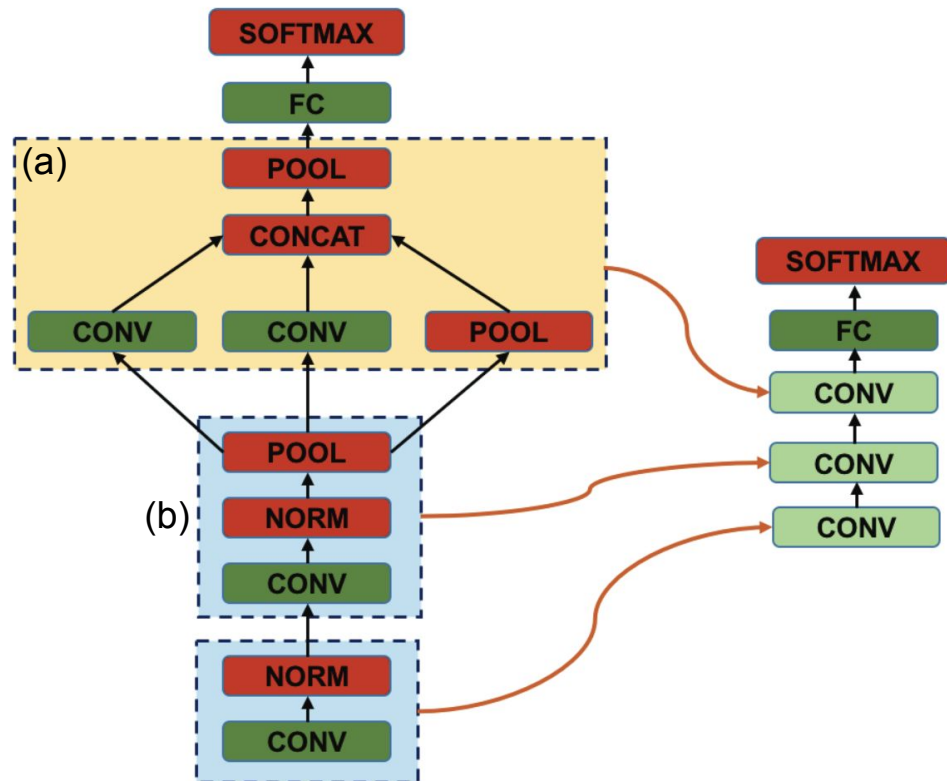 SOFTMAX
FC
(a)
POOL
CONCAT
CONV
CONV
POOL
POOL
(b)
NORM
CONV
NORM
CONV
SOFTMAX
FC
CONV
CONV
CONV